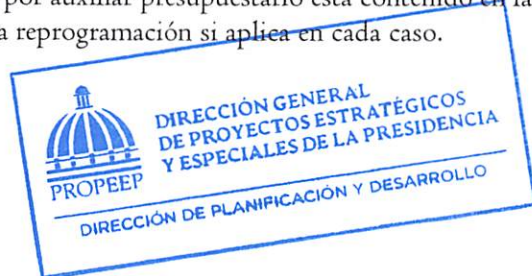 por auxiliar presupuestario está contenido en la
a reprogramación si aplica en cada caso.
PROPEEP
DIRECCIÓN GENERAL
DE PROYECTOS ESTRATÉGICOS
Y ESPECIALES DE LA PRESIDENCIA
DIRECCIÓN DE PLANIFICACIÓN Y DESARROLLO